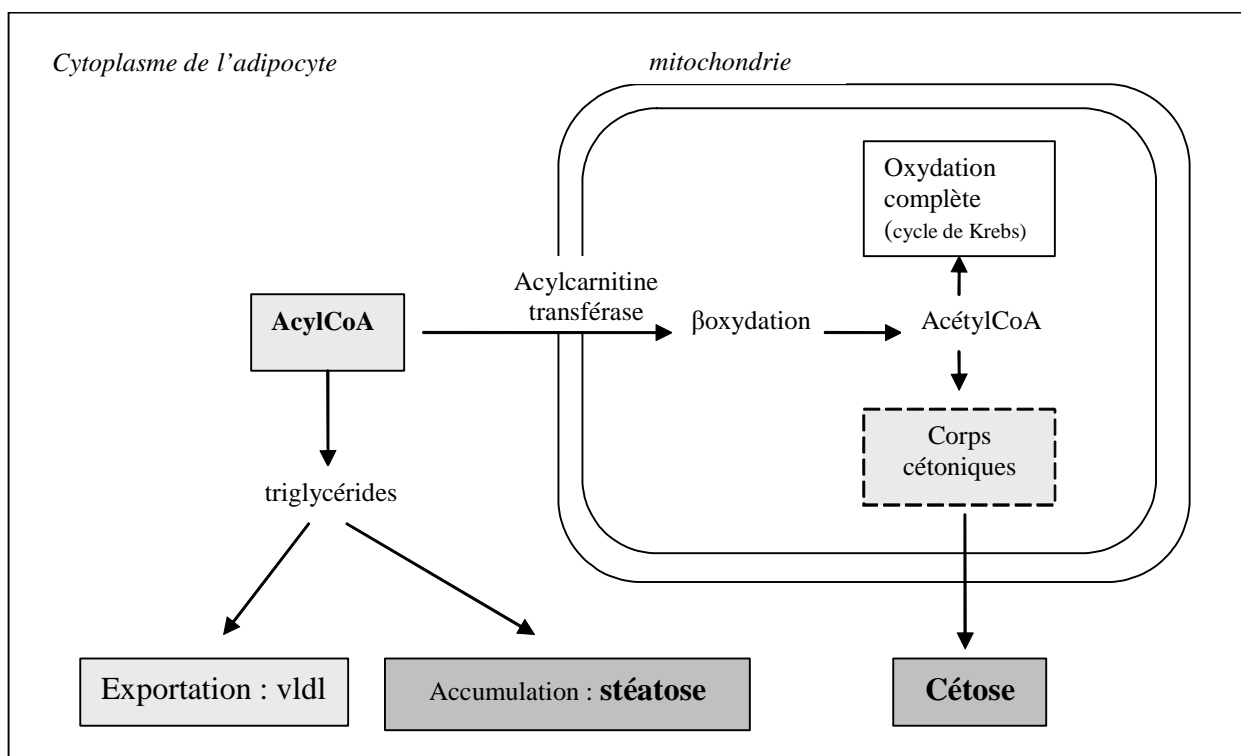 Cytoplasme de l’adipocyte
mitochondrie
Oxydation
complète
(cycle de Krebs)
Acylcarnitine
transférase
AcylCoA
βoxydation
AcétylCoA
Corps
cétoniques
triglycérides
Exportation : vldl
Accumulation : stéatose
Cétose